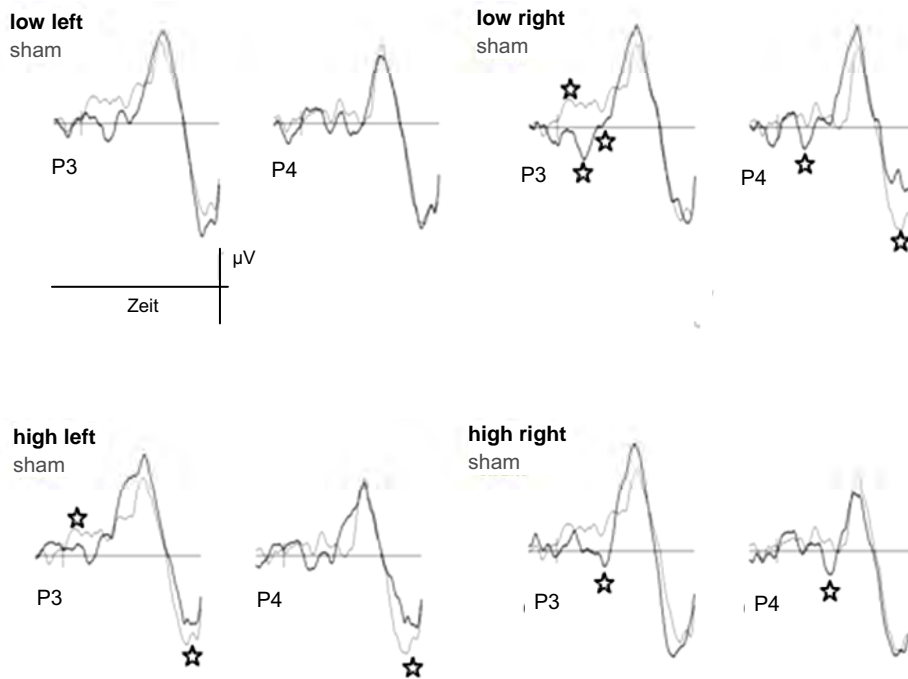 low left
sham
P3
P4
µV
Zeit
low right
sham
P3
P4
high left
sham
P3
P4
high right
sham
P3
P4